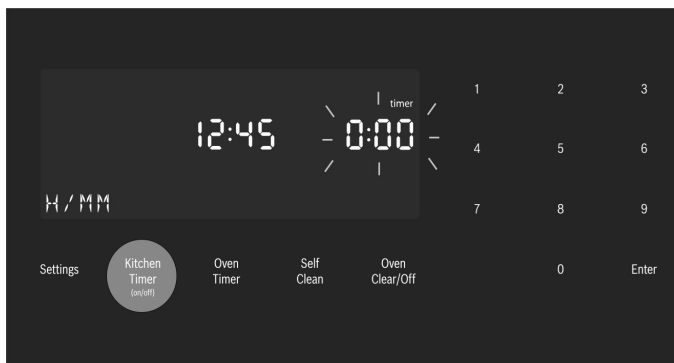 timer
12:45 0:00
H/MM
1 2 3
4 5 6
7 8 9
0 Enter
Settings
Kitchen
Timer
(on/off)
Oven
Timer
Self
Clean
Oven
Clear/Off